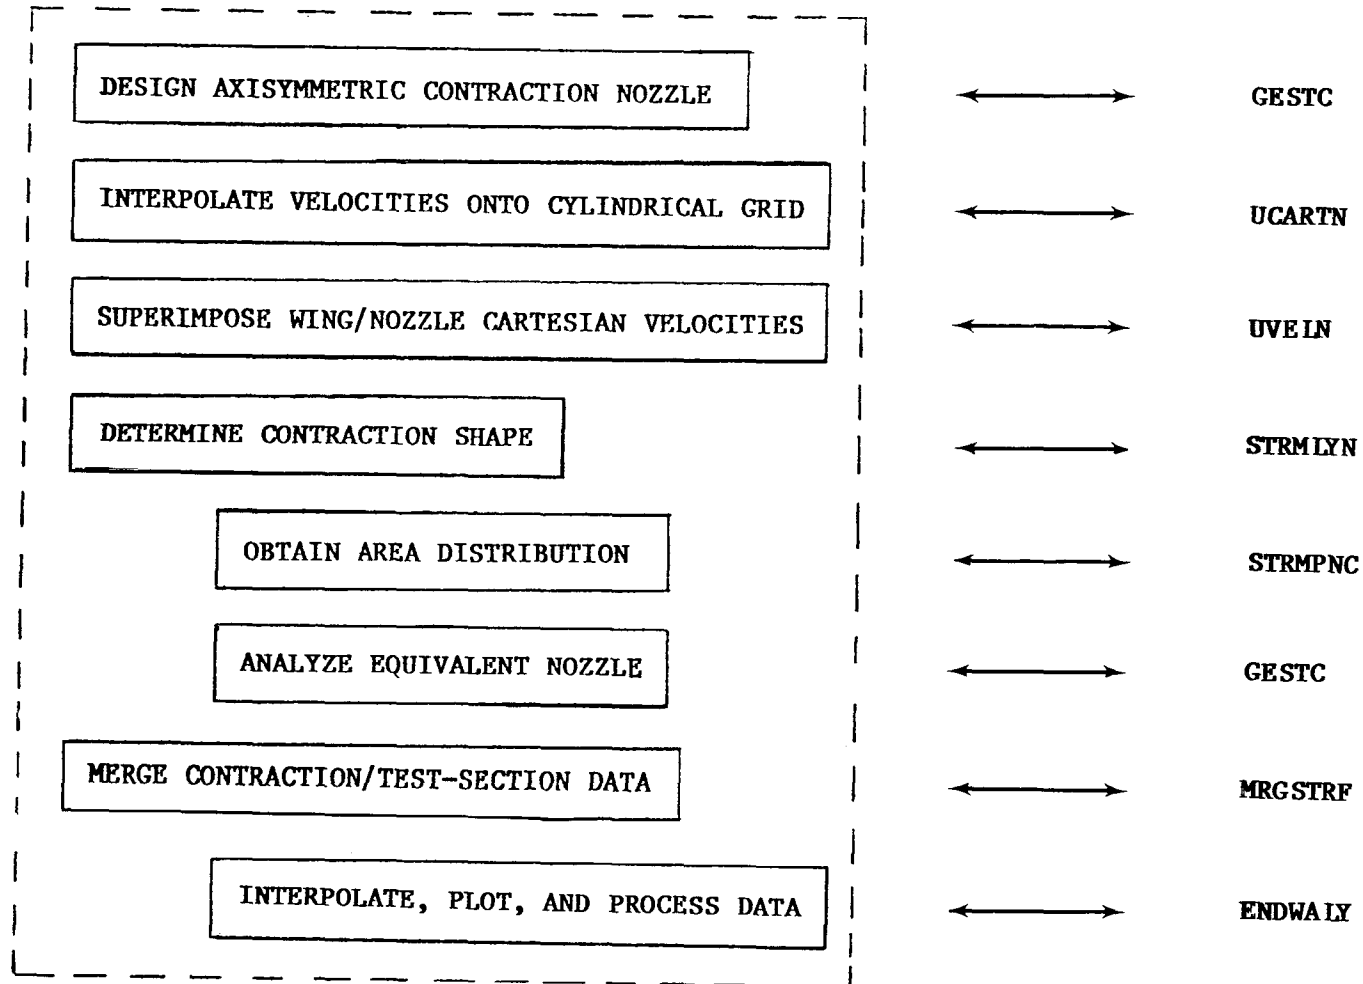 DESIGN AXISYMMETRIC CONTRACTION NOZZLE
GESTC
INTERPOLATE VELOCITIES ONTO CYLINDRICAL GRID
UCARTN
SUPERIMPOSE WING/NOZZLE CARTESIAN VELOCITIES
UVELN
DETERMINE CONTRACTION SHAPE
STRMLYN
OBTAIN AREA DISTRIBUTION
STRMPNC
ANALYZE EQUIVALENT NOZZLE
GESTC
MERGE CONTRACTION/TEST-SECTION DATA
MRGSTRF
INTERPOLATE, PLOT, AND PROCESS DATA
ENDWALY